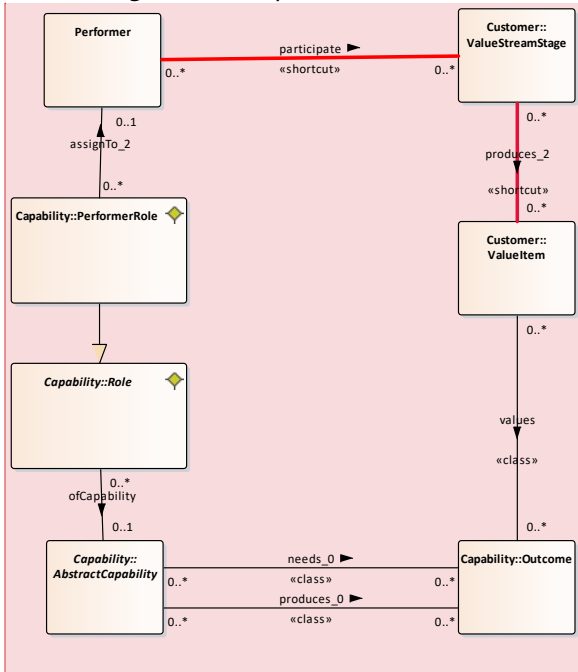 Performer
Customer::
ValueStreamStage
participate
0..*
«shortcut»
0..*
0..1
assignTo_2
0..*
0..*
produces_2
«shortcut»
0..*
Capability::PerformerRole
Customer::
ValueItem
0..*
Capability::Role
values
«class»
0..*
ofCapability
0..1
0..*
Capability::
AbstractCapability
needs_0
0..*
«class»
0..*
produces_0
0..*
«class»
0..*
Capability::Outcome